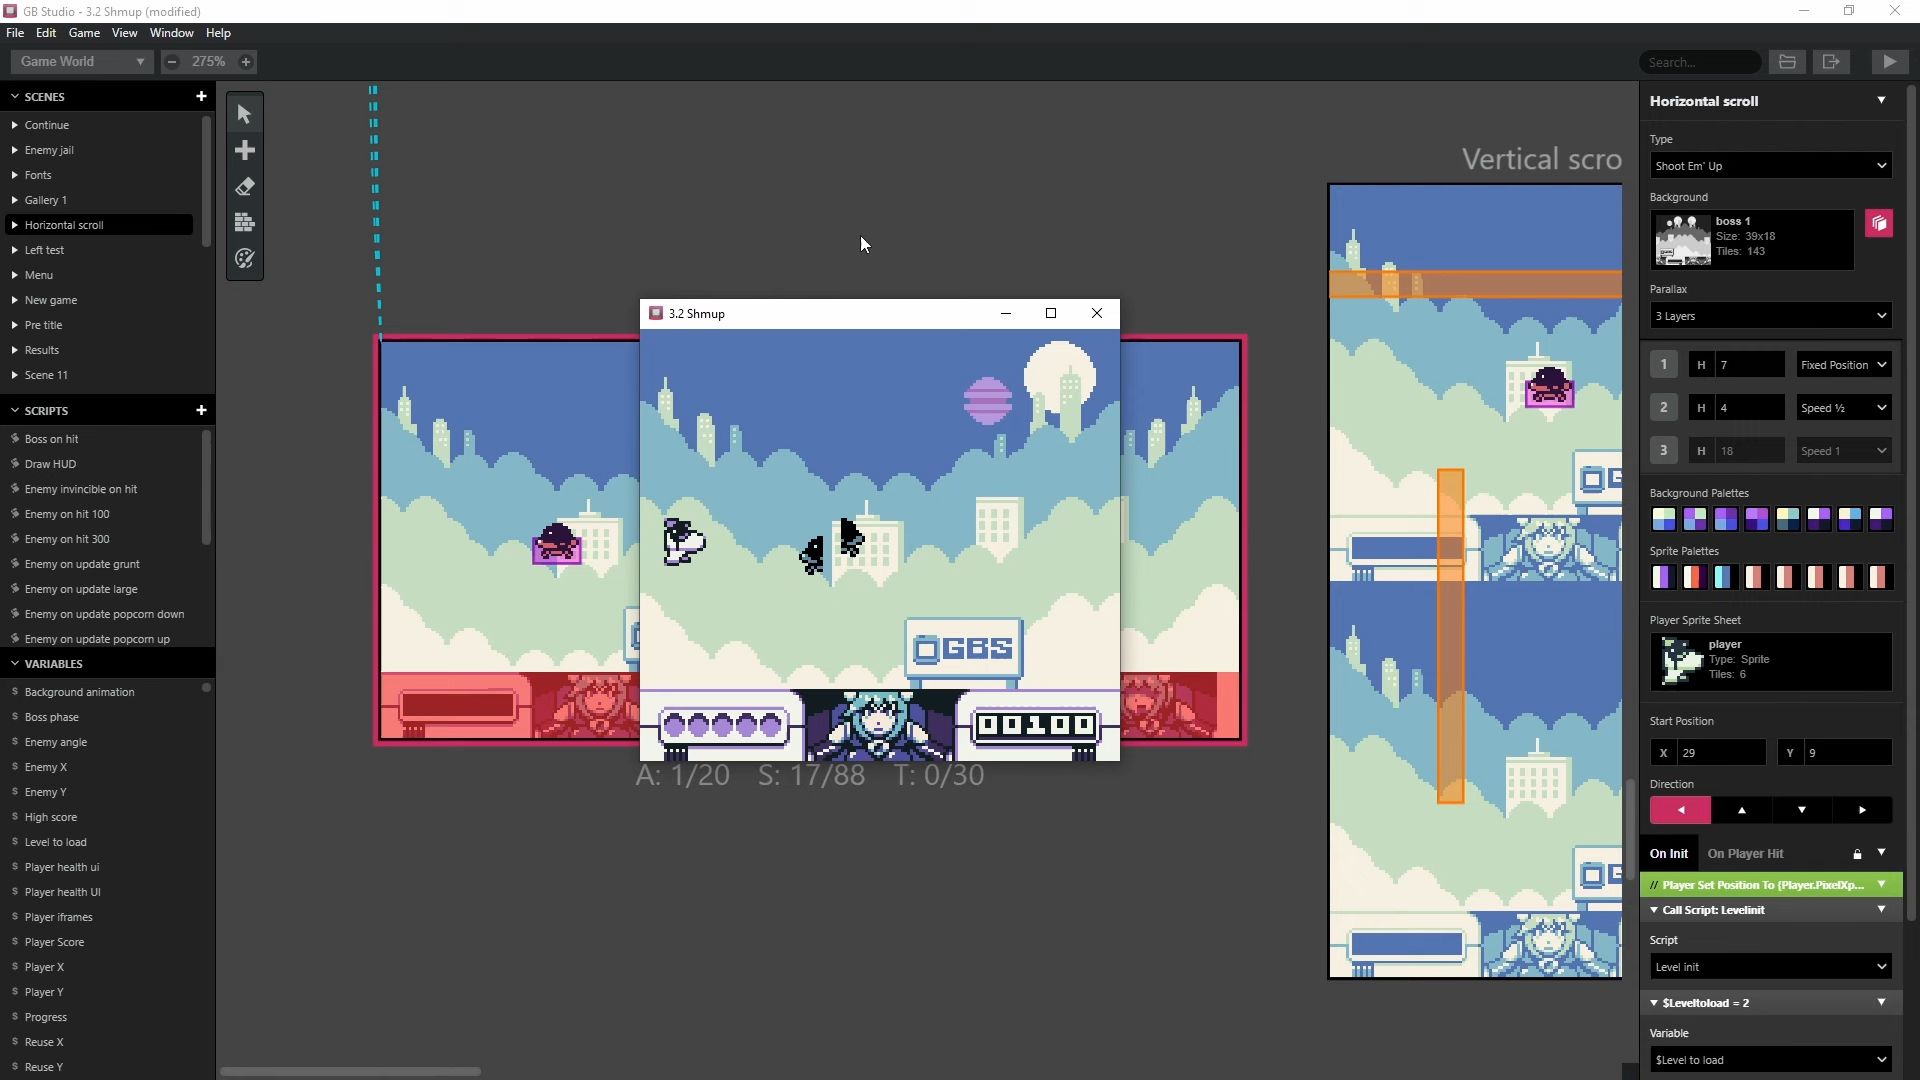 GB Studio - 3.2 Shmup (modified)
File Edit Game View Window Help
Game World
275%
Search...
SCENES
Continue
Enemy jail
Fonts
Gallery 1
Horizontal scroll
Left test
Menu
New game
Pre title
Results
Scene 11
SCRIPTS
Boss on hit
Draw HUD
Enemy invincible on hit
Enemy on hit 100
Enemy on hit 300
Enemy on update grunt
Enemy on update large
Enemy on update popcorn down
Enemy on update popcorn up
VARIABLES
$ Background animation
$ Boss phase
$ Enemy angle
$ Enemy X
$ Enemy Y
$ High score
$ Level to load
$ Player health ui
$ Player health UI
$ Player iframes
$ Player Score
$ Player X
$ Player Y
$ Progress
$ Reuse X
$ Reuse Y
3.2 Shmup
GBS
00100
A: 1/20 S: 17/88 T: 0/30
Vertical scro
Horizontal scroll
Type
Shoot Em' Up
Background
boss 1
Size: 39x18
Tiles: 143
Parallax
3 Layers
1 H 7 Fixed Position
2 H 4 Speed ½
3 H 18 Speed 1
Background Palettes
Sprite Palettes
Player Sprite Sheet
player
Type: Sprite
Tiles: 6
Start Position
X 29 Y 9
Direction
On Init On Player Hit
// Player Set Position To {Player.PixelXp...
Call Script: Levelinit
Script
Level init
$Leveltoload = 2
Variable
$Level to load